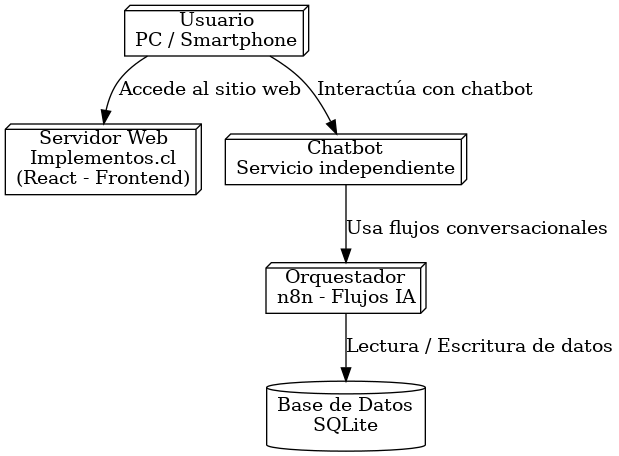 Usuario
PC / Smartphone
Accede al sitio web
Interactúa con chatbot
Servidor Web
Implementos.cl
(React - Frontend)
Chatbot
Servicio independiente
Usa flujos conversacionales
Orquestador
n8n - Flujos IA
Lectura / Escritura de datos
Base de Datos
SQLite